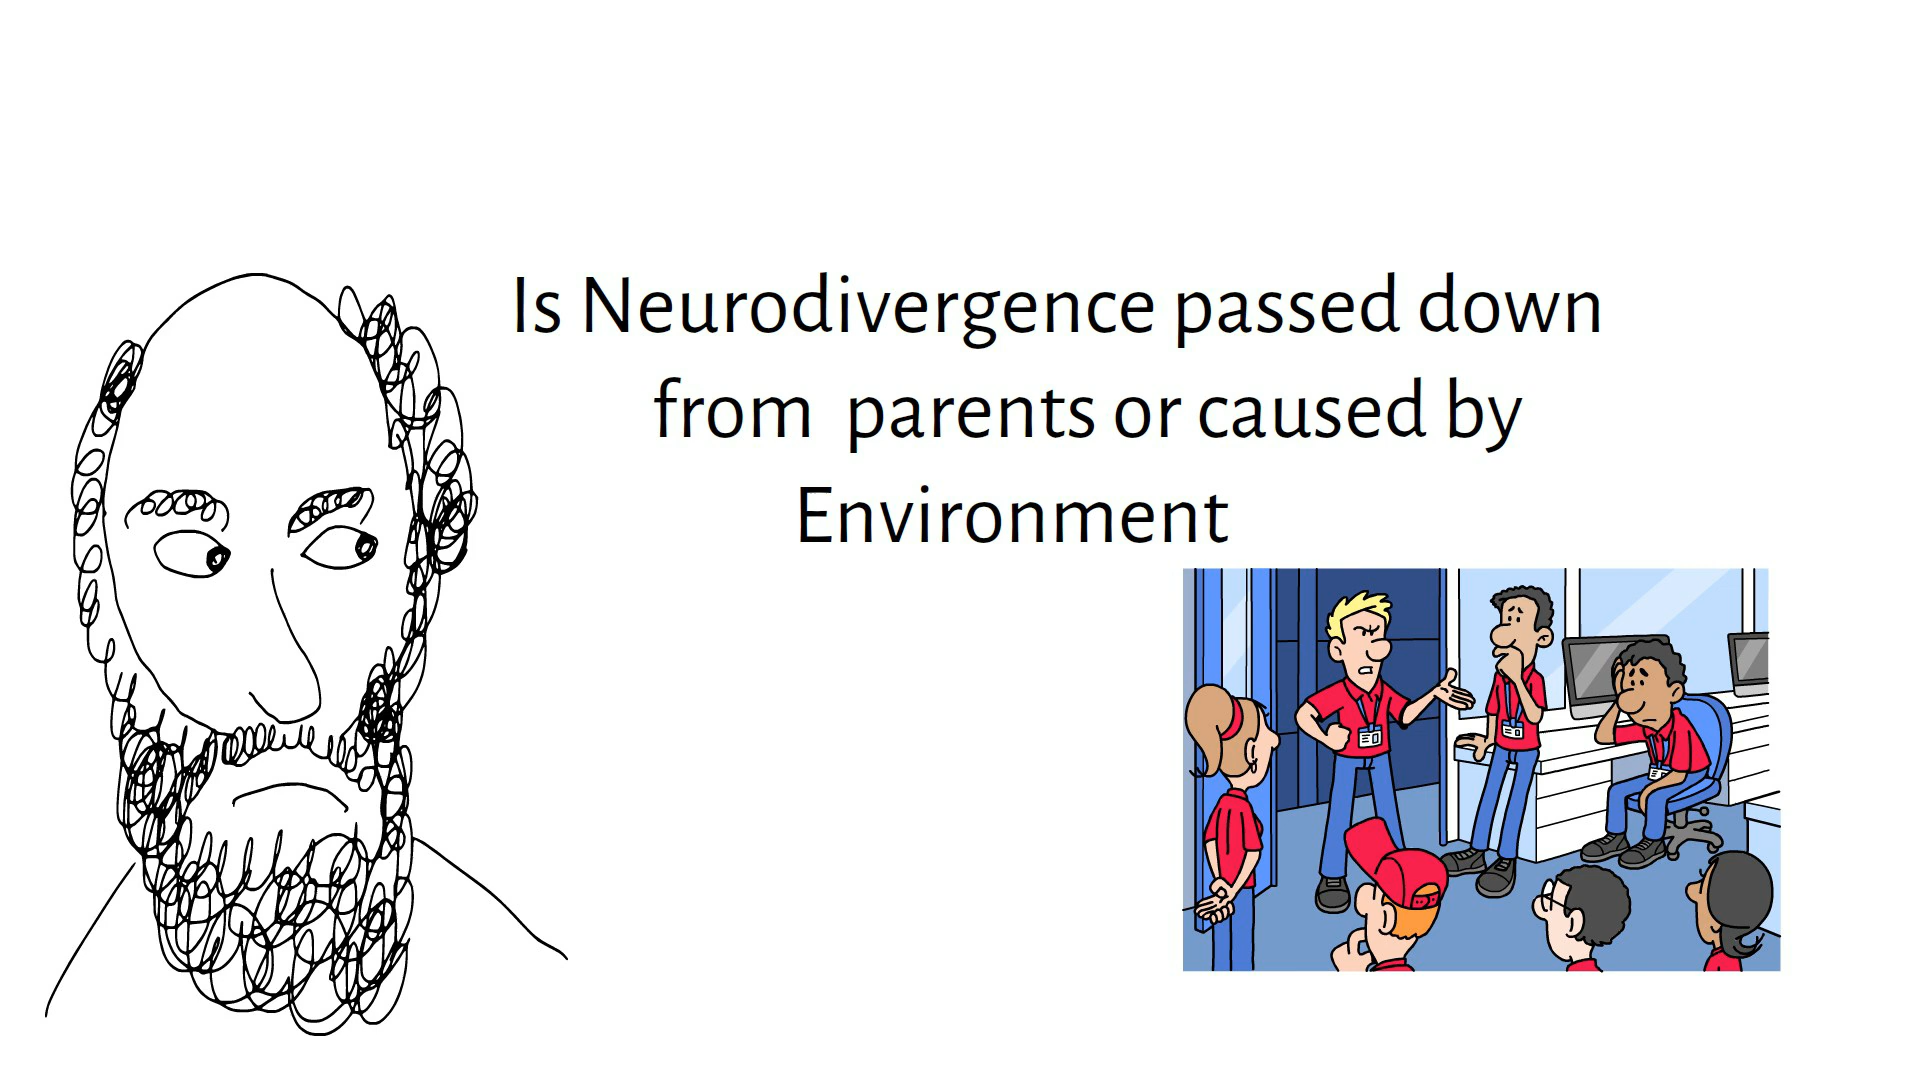 Is Neurodivergence passed down
from  parents or caused by
Environment